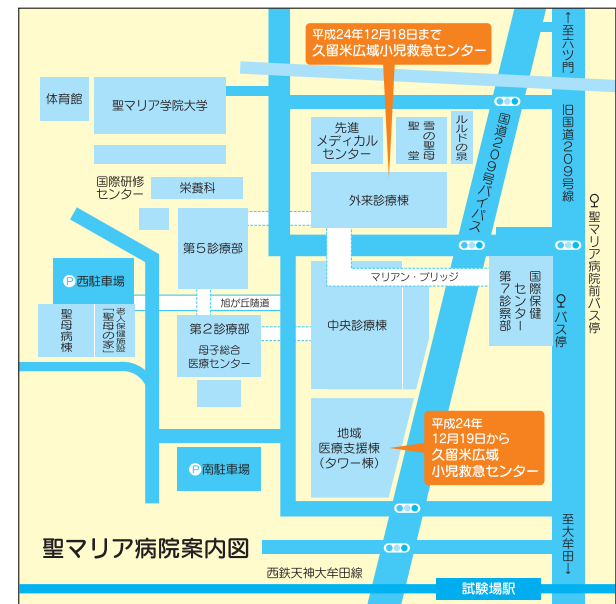 平成24年12月18日まで
久留米広域小児救急センター
↑至六ツ門
体育館
聖マリア学院大学
先進
メディカル
センター
雪の聖母
聖堂
ルルドの泉
国道209号バイパス
旧国道209号線
国際研修
センター
栄養科
外来診療棟
第5診療部
聖マリア病院前バス停
P西駐車場
旭が丘隧道
マリアン・ブリッジ
国際保健
センター
第7診察部
バス停
聖母病棟
老人保健施設
「聖母の家」
第2診療部
母子総合
医療センター
中央診療棟
地域
医療支援棟
(タワー棟)
平成24年
12月19日から
久留米広域
小児救急センター
P南駐車場
至大牟田↓
聖マリア病院案内図
西鉄天神大牟田線
試験場駅